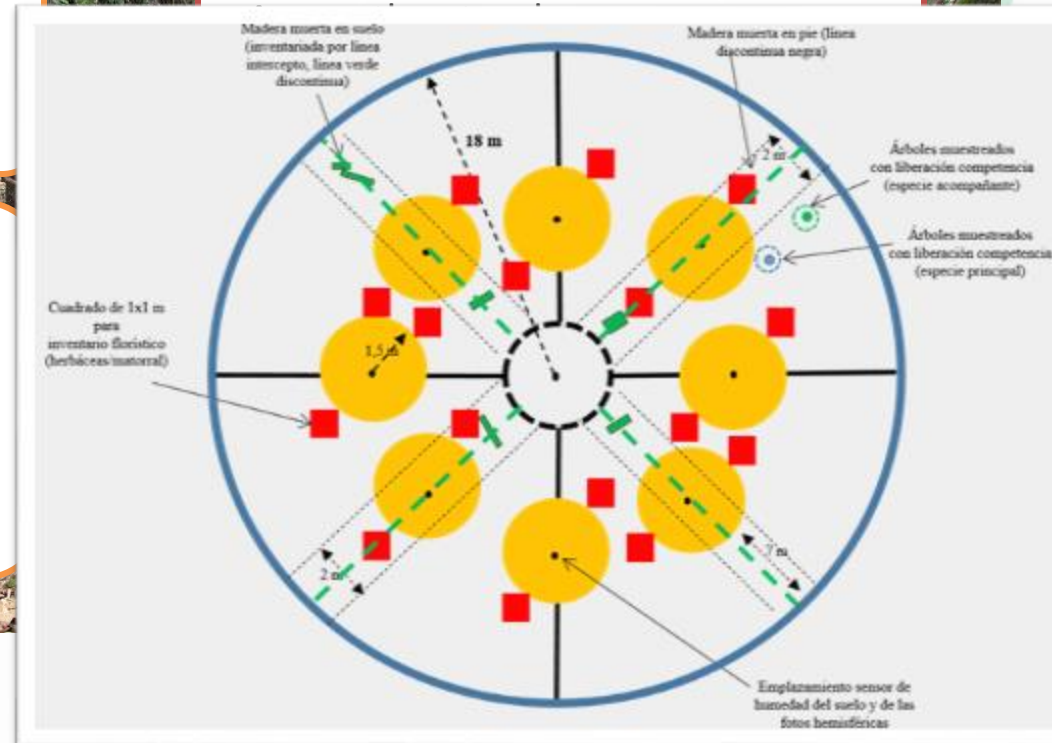 Madera muerta en suelo
(inventariada por línea
intercepto, línea verde
discontinua)
Madera muerta en pie (línea
discontinua negra)
18 m
2 m
Árboles muestreados
con liberación competencia
(especie acompañante)
Árboles muestreados
con liberación competencia
(especie principal)
Cuadrado de 1x1 m
para
inventario florístico
(herbáceas/matorral)
1,5 m
2 m
Emplazamiento sensor de
humedad del suelo y de las
fotos hemisféricas